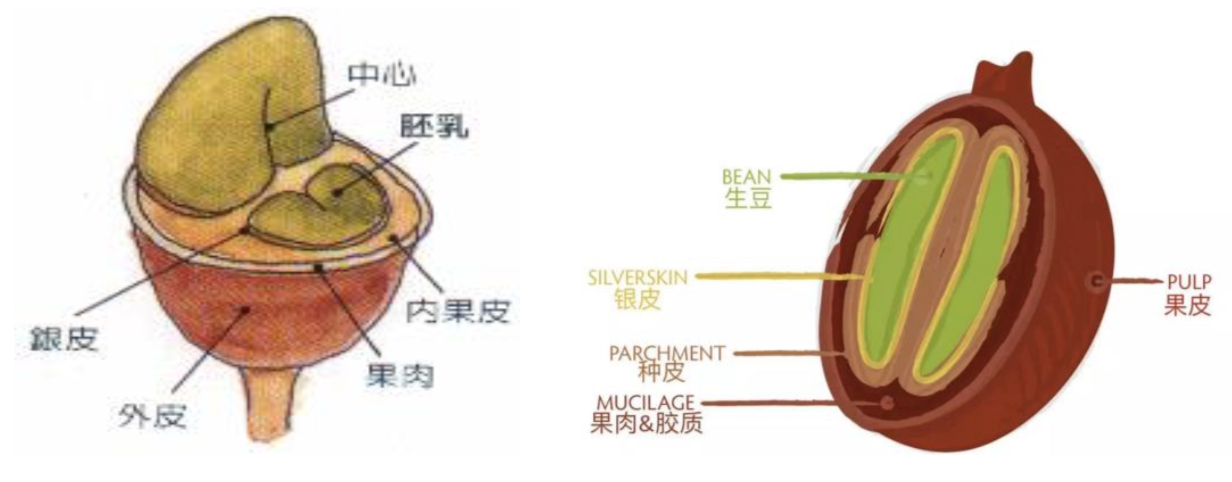 中心
胚乳
内果皮
銀皮
果肉
外皮
BEAN
生豆
SILVERSKIN
银皮
PULP
果皮
PARCHMENT
种皮
MUCILAGE
果肉&胶质